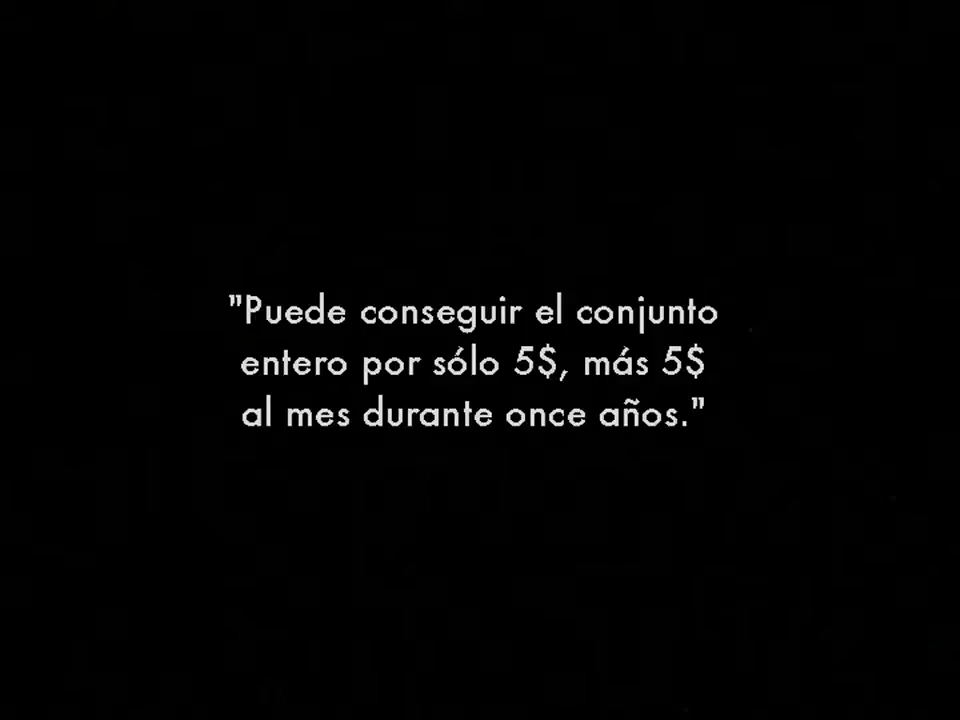 "Puede conseguir el conjunto
entero por sólo 5$, más 5$
al mes durante once años."